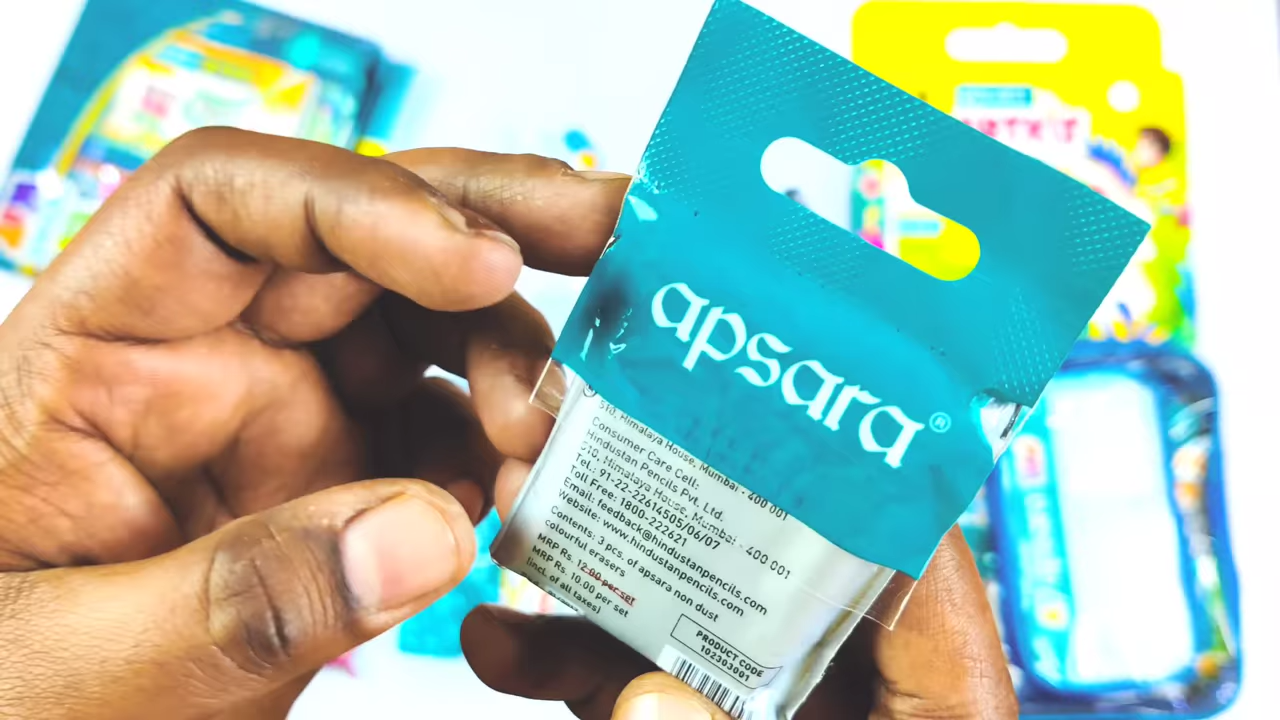 apsara®
510, Himalaya House, Mumbai - 400 001
Consumer Care Cell:
Hindustan Pencils Pvt. Ltd.
510, Himalaya House, Mumbai - 400 001
Tel.: 91-22-22614505/06/07
Toll Free: 1800-222621
Email: feedback@hindustanpencils.com
Website: www.hindustanpencils.com
Contents: 3 pcs. of apsara non dust
colourful erasers
MRP Rs. 12.00 per set
MRP Rs. 10.00 per set
(incl. of all taxes)
PRODUCT CODE
102303001